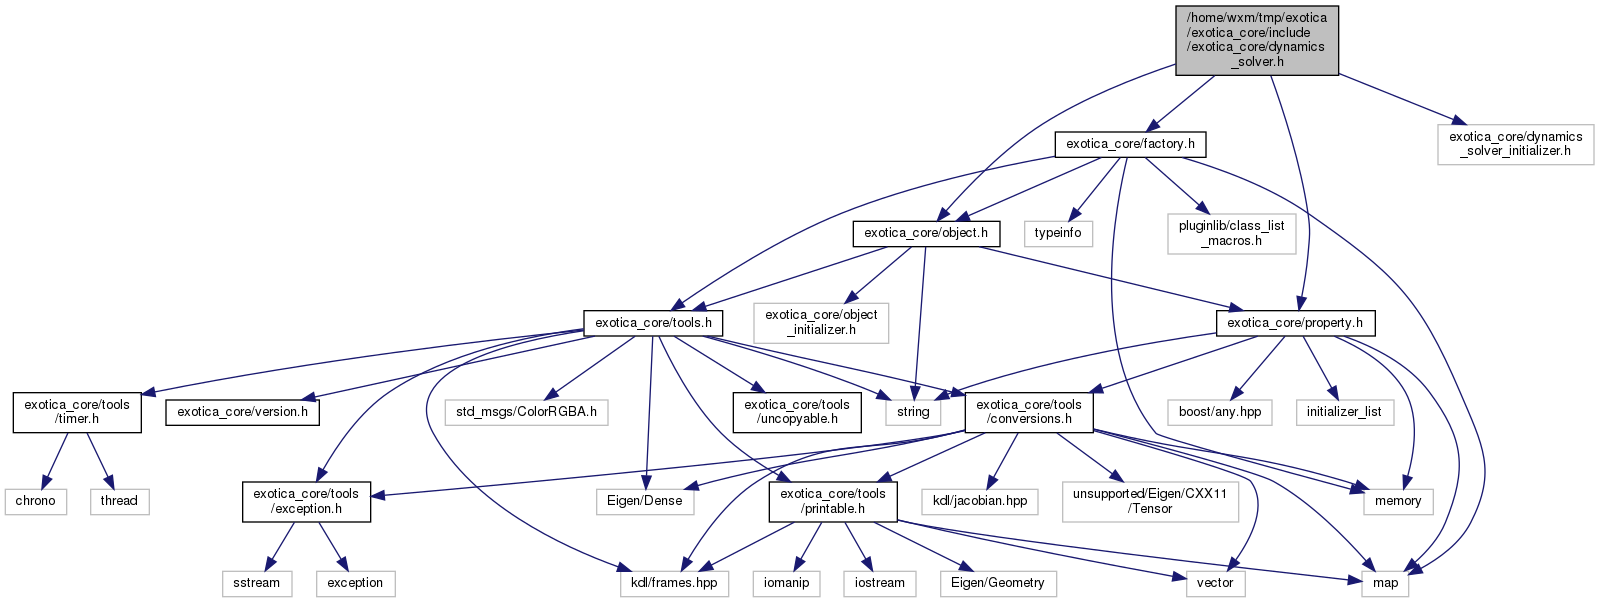 /home/wxm/tmp/exotica
/exotica_core/include
/exotica_core/dynamics
_solver.h
exotica_core/factory.h
exotica_core/dynamics
_solver_initializer.h
exotica_core/object.h
typeinfo
pluginlib/class_list
_macros.h
exotica_core/tools.h
exotica_core/object
_initializer.h
exotica_core/property.h
exotica_core/tools
/timer.h
exotica_core/version.h
std_msgs/ColorRGBA.h
exotica_core/tools
/uncopyable.h
string
exotica_core/tools
/conversions.h
boost/any.hpp
initializer_list
chrono
thread
exotica_core/tools
/exception.h
Eigen/Dense
exotica_core/tools
/printable.h
kdl/jacobian.hpp
unsupported/Eigen/CXX11
/Tensor
memory
sstream
exception
kdl/frames.hpp
iomanip
iostream
Eigen/Geometry
vector
map